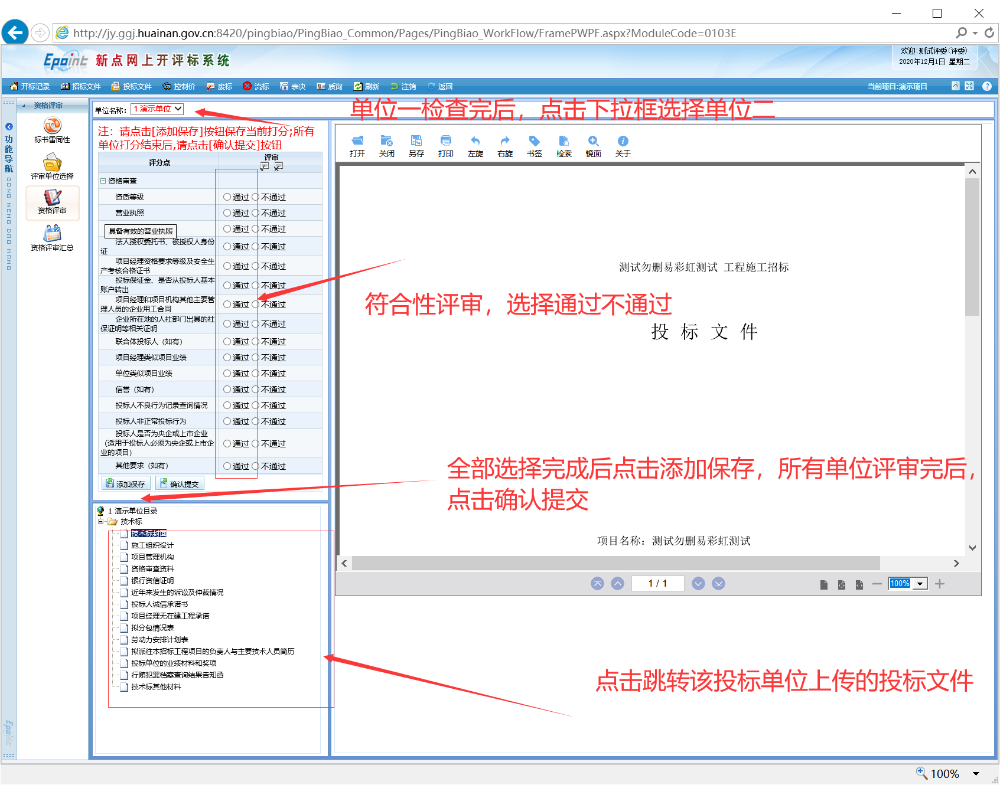 http://jy.ggj.huainan.gov.cn:8420/pingbiao/PingBiao_Common/Pages/PingBiao_WorkFlow/FramePWPF.aspx?ModuleCode=0103E
Epoint 新点网上开评标系统
欢迎:测试评委(评委)
2020年12月1日 星期二
开标记录 招标文件 投标文件 控制价 废标 流标 表决 质询 刷新 注销 返回
当前项目:演示项目
功能导航
GONG NENG DAO HANG
Epoint
资格评审
标书雷同性
评审单位选择
资格评审
资格评审汇总
单位名称: 1 演示单位
单位一检查完后，点击下拉框选择单位二
注：请点击[添加保存]按钮保存当前打分;所有
单位打分结束后,请点击[确认提交]按钮
评分点 评审
资格审查
资质等级 通过 不通过
营业执照 通过 不通过
具备有效的营业执照 通过 不通过
法人授权委托书、被授权人身份
证 通过 不通过
项目经理资格要求等级及安全生
产考核合格证书 通过 不通过
投标保证金、是否从投标人基本
账户转出 通过 不通过
项目经理和项目机构其他主要管
理人员的企业用工合同 通过 不通过
企业所在地的人社部门出具的社
保证明等相关证明 通过 不通过
联合体投标人（如有） 通过 不通过
项目经理类似项目业绩 通过 不通过
单位类似项目业绩 通过 不通过
信誉（如有） 通过 不通过
投标人不良行为记录查询情况 通过 不通过
投标人非正常投标行为 通过 不通过
投标人是否为央企或上市企业
（适用于投标人必须为央企或上市企
业的项目） 通过 不通过
其他要求（如有） 通过 不通过
添加保存 确认提交
1 演示单位目录
技术标
技术标封面
施工组织设计
项目管理机构
资格审查资料
银行资信证明
近年来发生的诉讼及仲裁情况
投标人诚信承诺书
项目经理无在建工程承诺
拟分包情况表
劳动力安排计划表
拟派往本招标工程项目的负责人与主要技术人员简历
投标单位的业绩材料和奖项
行贿犯罪档案查询结果告知函
技术标其他材料
打开 关闭 另存 打印 左旋 右旋 书签 检索 镜面 关于
测试勿删易彩虹测试 工程施工招标
符合性评审，选择通过不通过
投 标 文 件
全部选择完成后点击添加保存，所有单位评审完后，
点击确认提交
项目名称：测试勿删易彩虹测试
1 / 1
100%
点击跳转该投标单位上传的投标文件
100%